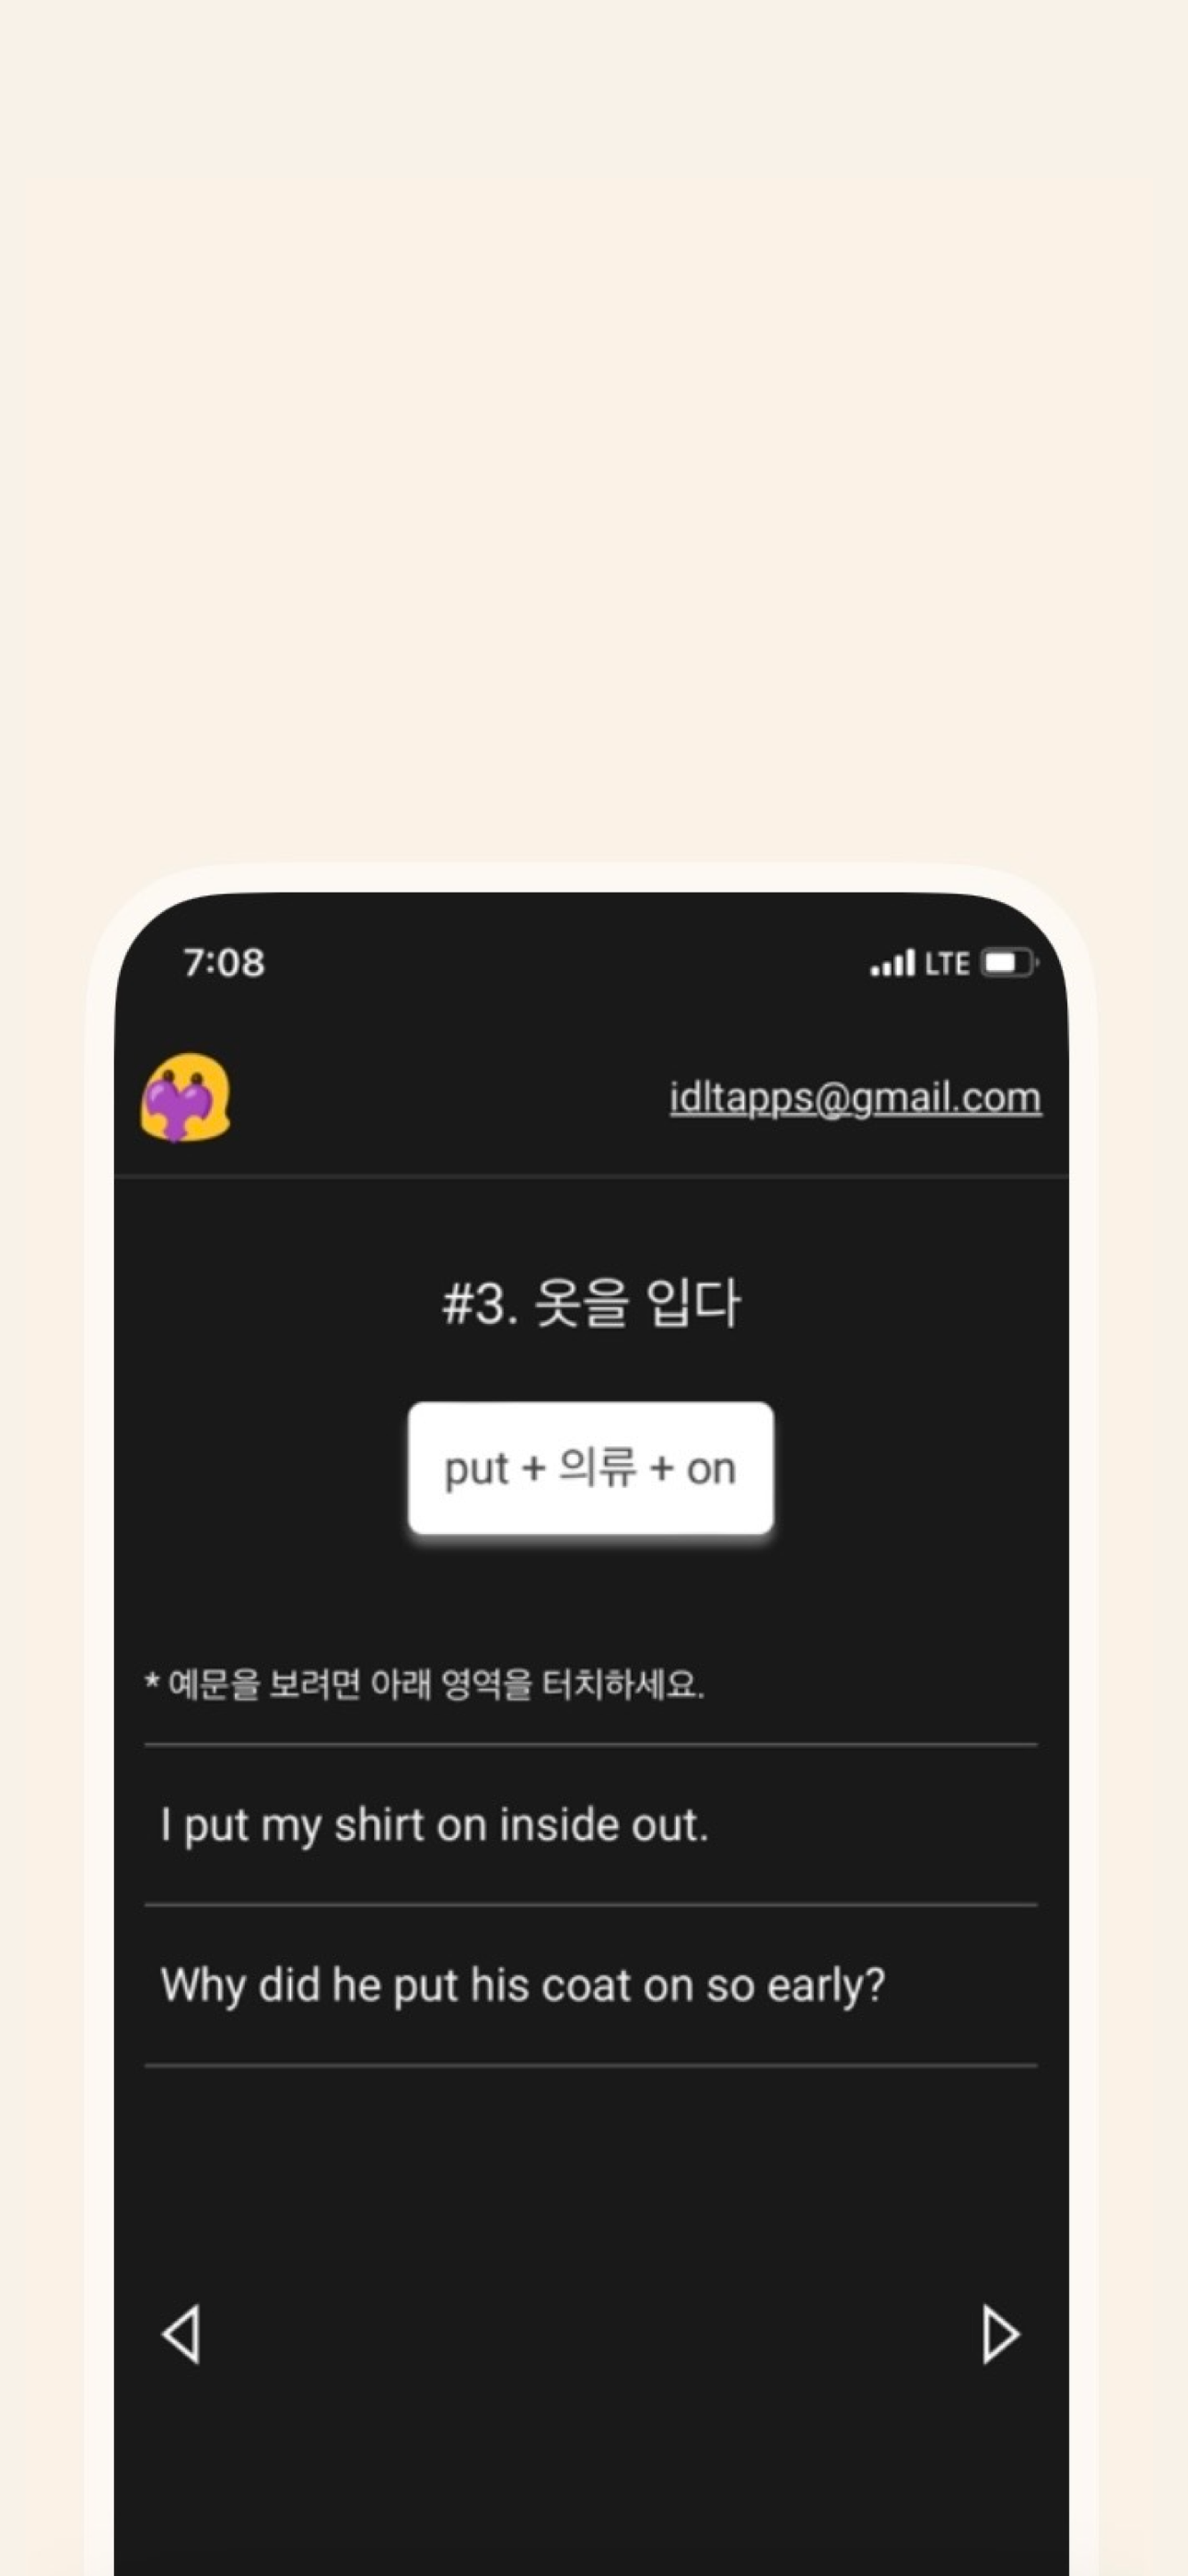 7:08 LTE
idltapps@gmail.com
#3. 옷을 입다
put + 의류 + on
* 예문을 보려면 아래 영역을 터치하세요.
I put my shirt on inside out.
Why did he put his coat on so early?